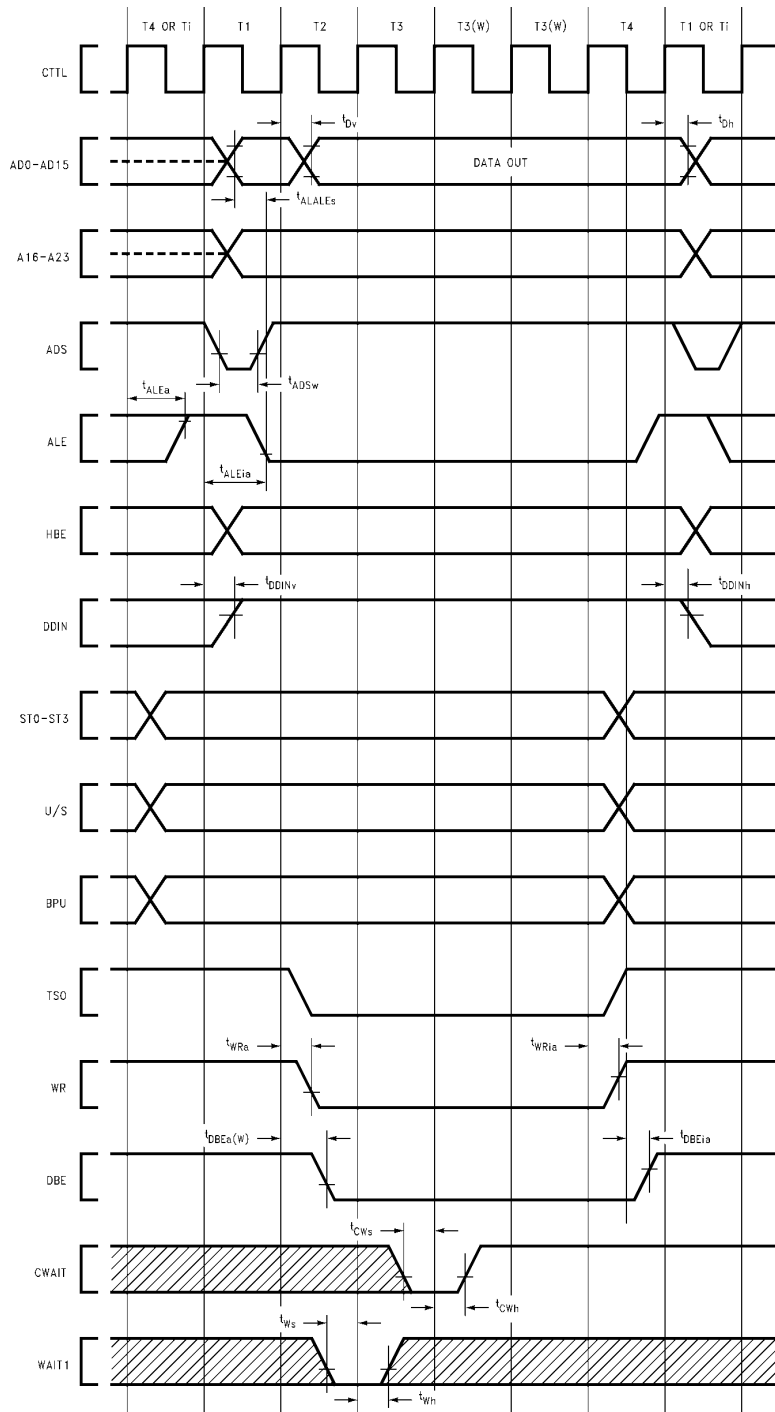 T4 OR Ti T1 T2 T3 T3(W) T3(W) T4 T1 OR Ti
CTTL
tDv tDh
AD0-AD15 DATA OUT
tALALEs
A16-A23
ADS
tALEa tADSw
ALE
tALEia
HBE
tDDINv tDDINh
DDIN
ST0-ST3
U/S
BPU
TSO
tWRa tWRia
WR
tDBEa(W) tDBEia
DBE
tCWs
CWAIT
tCWh
tWs
WAIT1
tWh